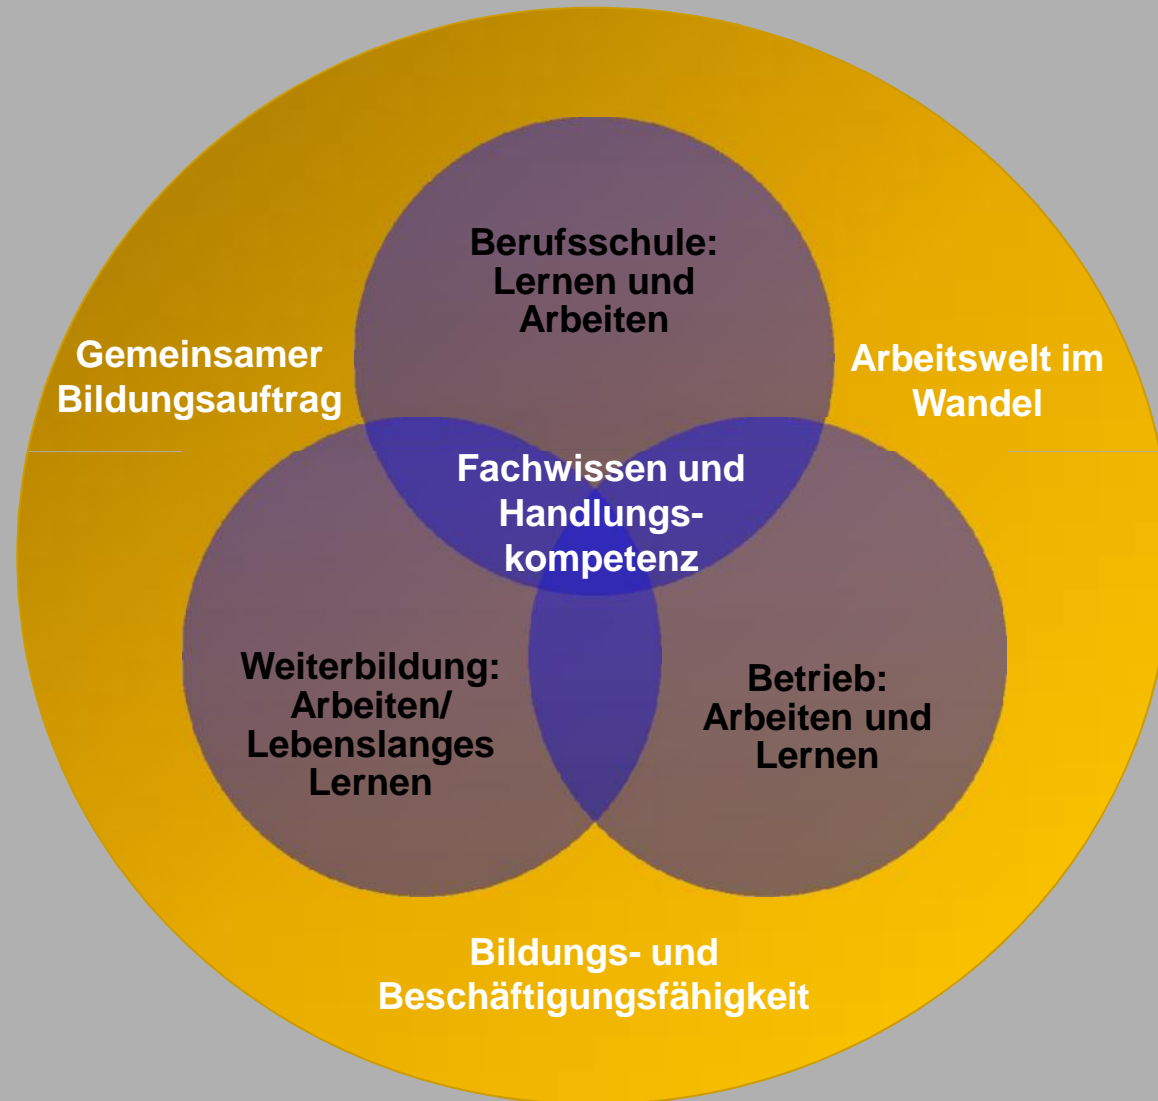 Berufsschule:
Lernen und
Arbeiten
Gemeinsamer
Bildungsauftrag
Arbeitswelt im
Wandel
Fachwissen und
Handlungs-
kompetenz
Weiterbildung:
Arbeiten/
Lebenslanges
Lernen
Betrieb:
Arbeiten und
Lernen
Bildungs- und
Beschäftigungsfähigkeit